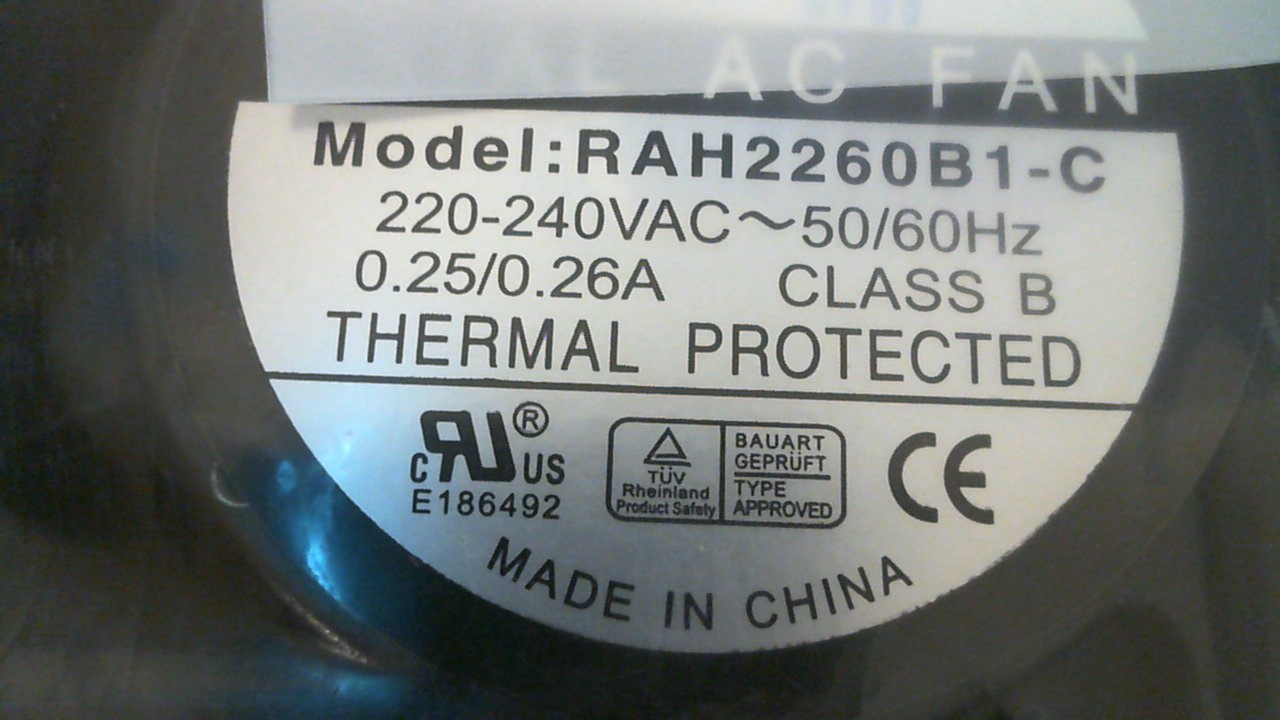 AC FAN
Model:RAH2260B1-C
220-240VAC～50/60Hz
0.25/0.26A CLASS B
THERMAL PROTECTED
c RU ® US
E186492
TÜV
Rheinland
Product Safety
BAUART
GEPRÜFT
TYPE
APPROVED
CE
MADE IN CHINA